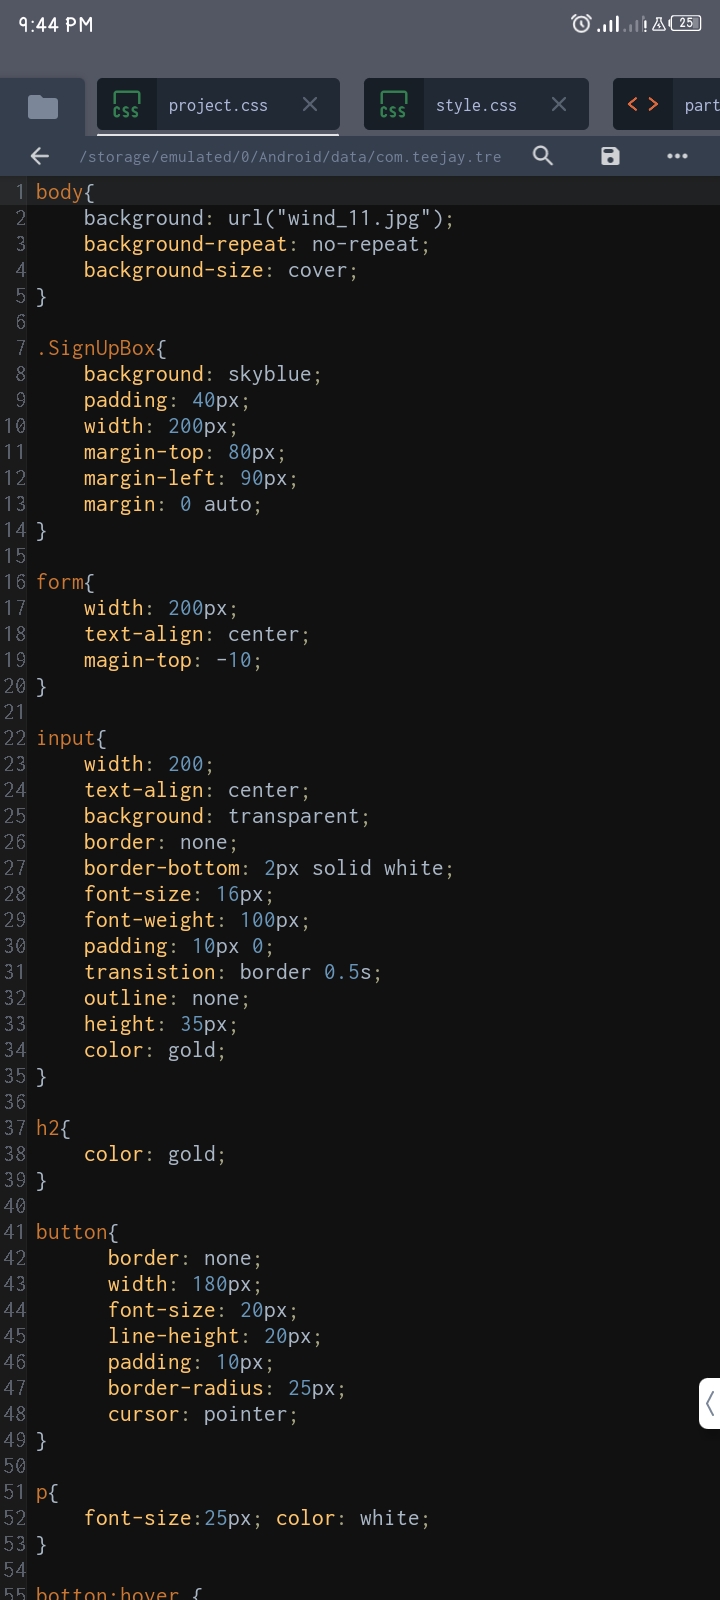 9:44 PM 25
CSS project.css CSS style.css < > part
/storage/emulated/0/Android/data/com.teejay.tre
1 body{
2 background: url("wind_11.jpg");
3 background-repeat: no-repeat;
4 background-size: cover;
5 }
6
7 .SignUpBox{
8 background: skyblue;
9 padding: 40px;
10 width: 200px;
11 margin-top: 80px;
12 margin-left: 90px;
13 margin: 0 auto;
14 }
15
16 form{
17 width: 200px;
18 text-align: center;
19 magin-top: -10;
20 }
21
22 input{
23 width: 200;
24 text-align: center;
25 background: transparent;
26 border: none;
27 border-bottom: 2px solid white;
28 font-size: 16px;
29 font-weight: 100px;
30 padding: 10px 0;
31 transistion: border 0.5s;
32 outline: none;
33 height: 35px;
34 color: gold;
35 }
36
37 h2{
38 color: gold;
39 }
40
41 button{
42 border: none;
43 width: 180px;
44 font-size: 20px;
45 line-height: 20px;
46 padding: 10px;
47 border-radius: 25px;
48 cursor: pointer;
49 }
50
51 p{
52 font-size:25px; color: white;
53 }
54
55 botton:hover {